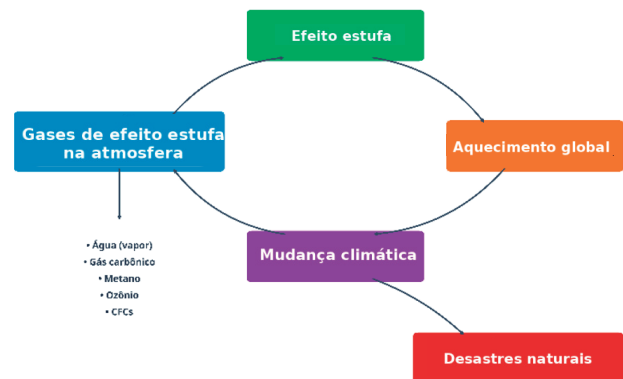 Efeito estufa
Gases de efeito estufa
na atmosfera
Aquecimento global
Mudança climática
• Água (vapor)
• Gás carbônico
• Metano
• Ozônio
• CFCs
Desastres naturais